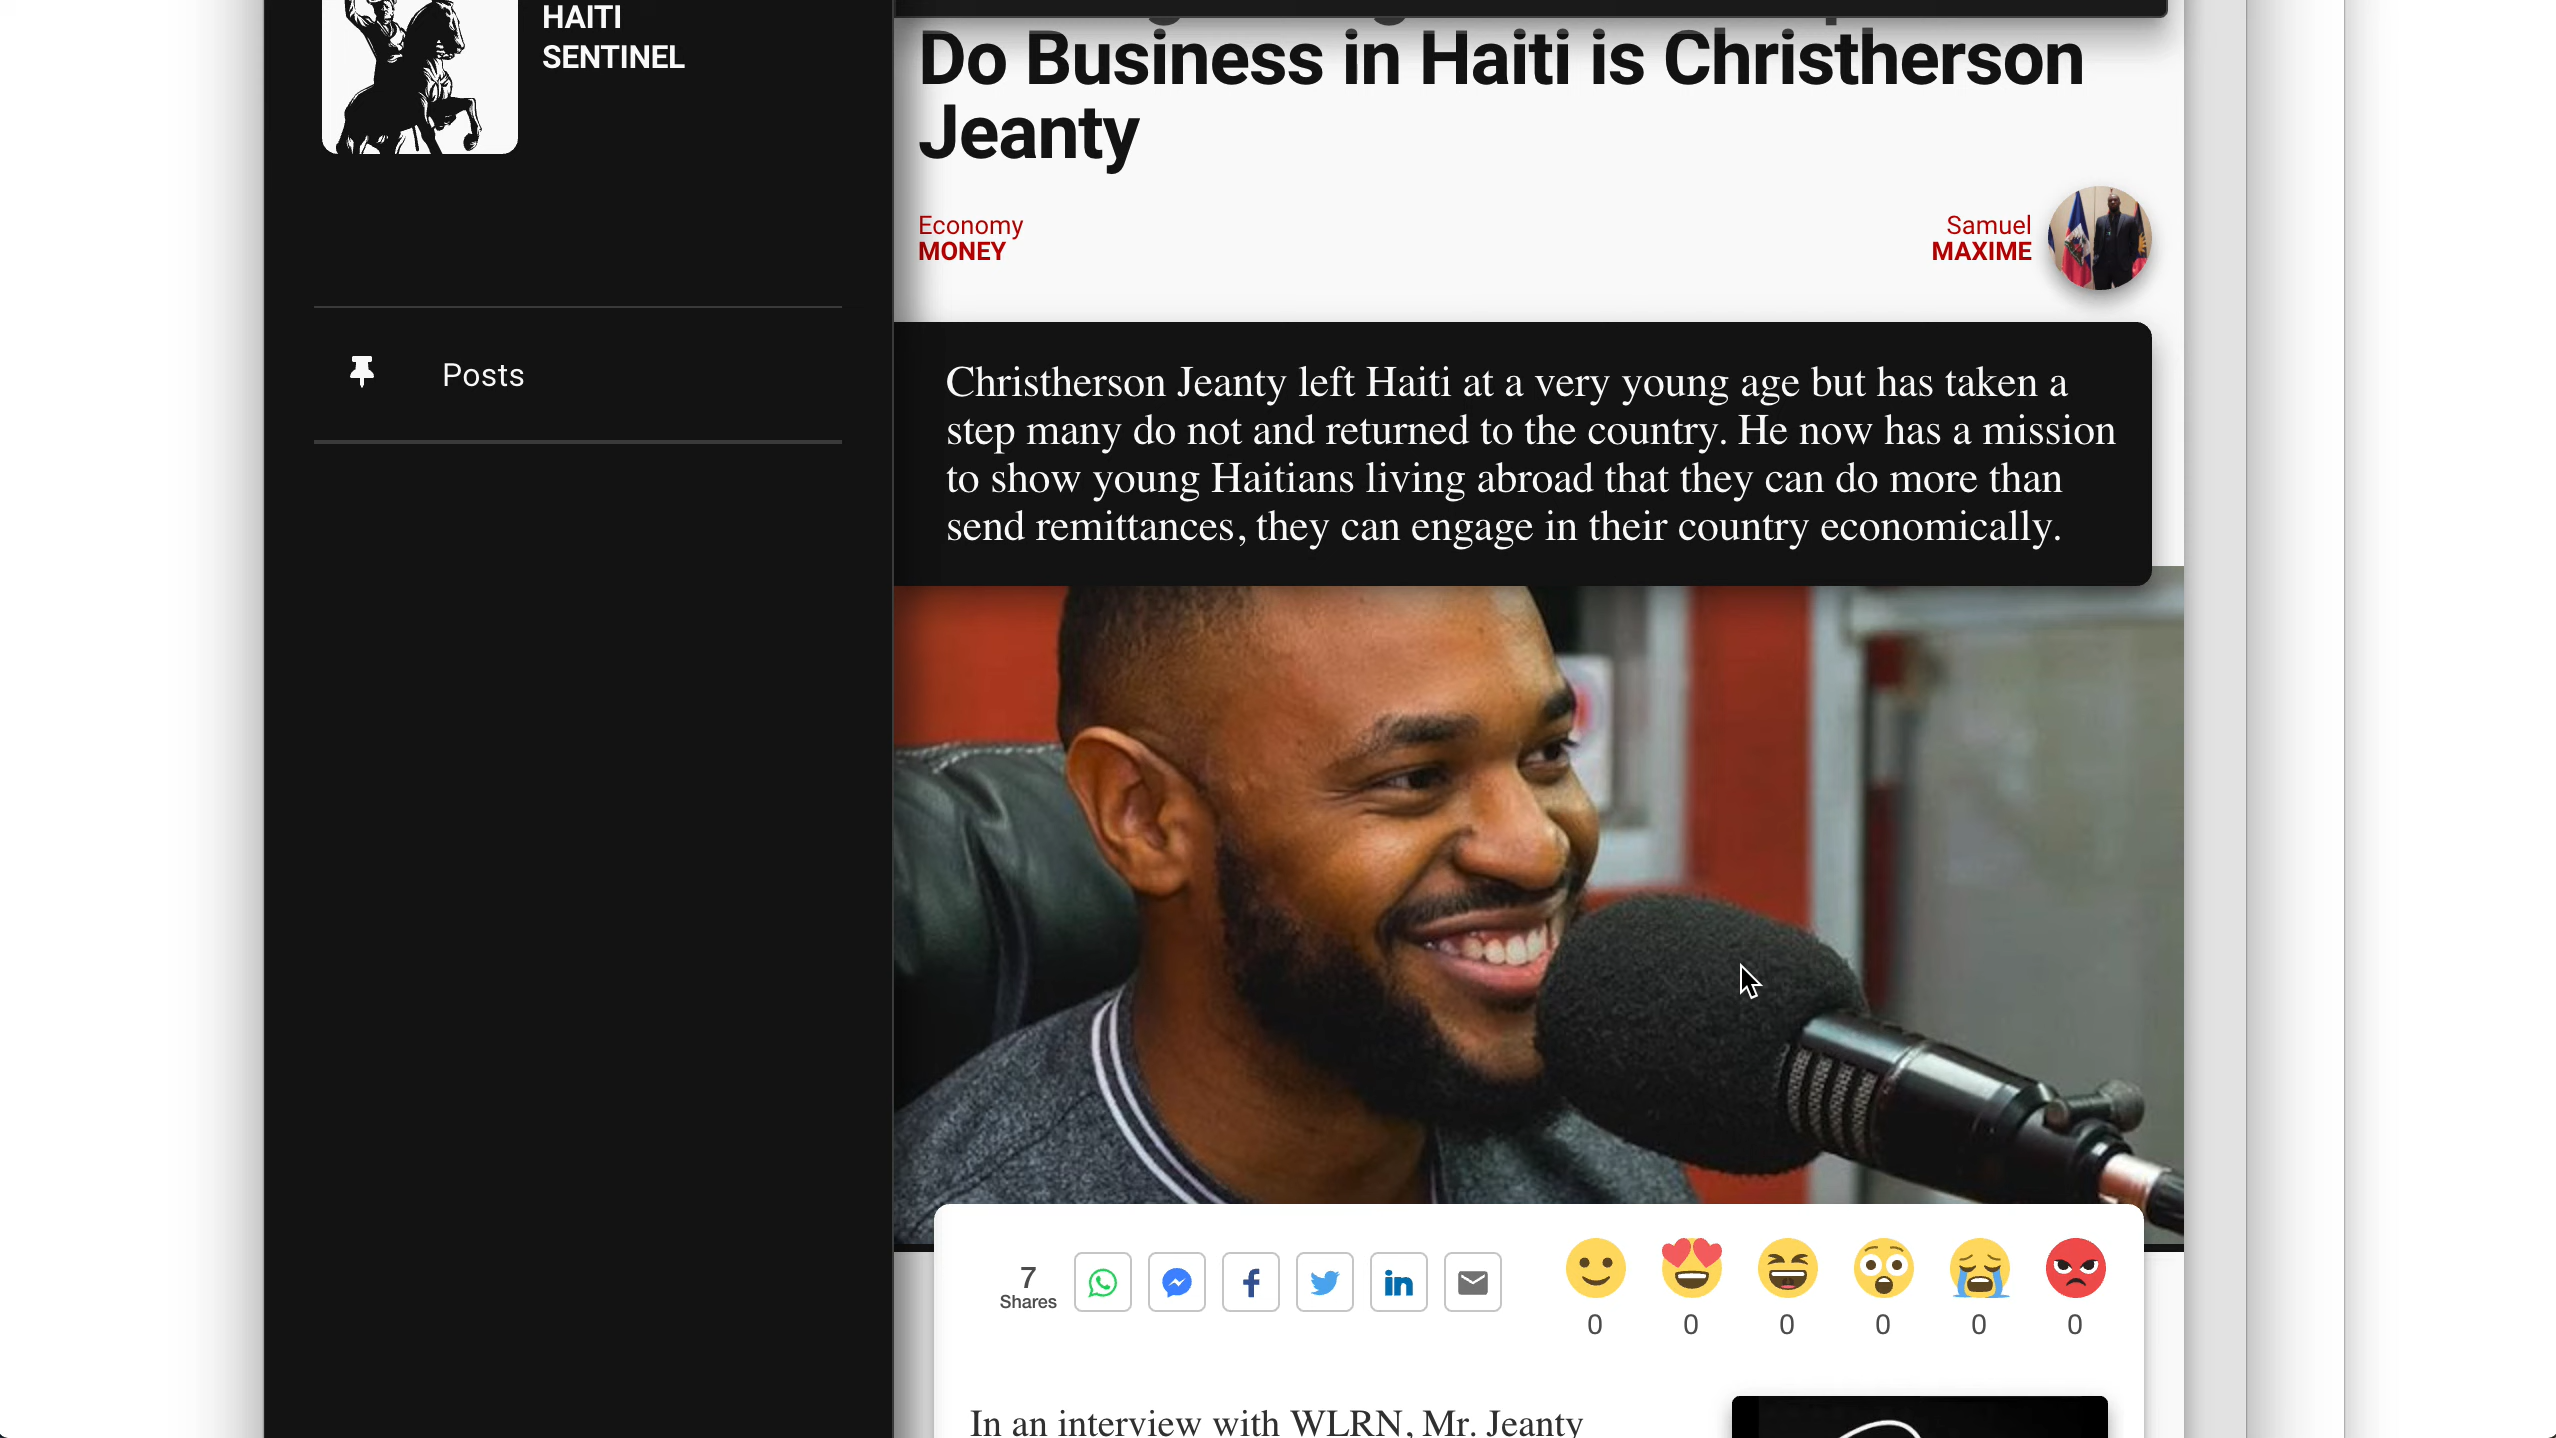 HAITI
SENTINEL
Posts
Do Business in Haiti is Christherson
Jeanty
Economy
MONEY
Samuel
MAXIME
Christherson Jeanty left Haiti at a very young age but has taken a
step many do not and returned to the country. He now has a mission
to show young Haitians living abroad that they can do more than
send remittances, they can engage in their country economically.
7
Shares
0 0 0 0 0 0
In an interview with WLRN, Mr. Jeanty